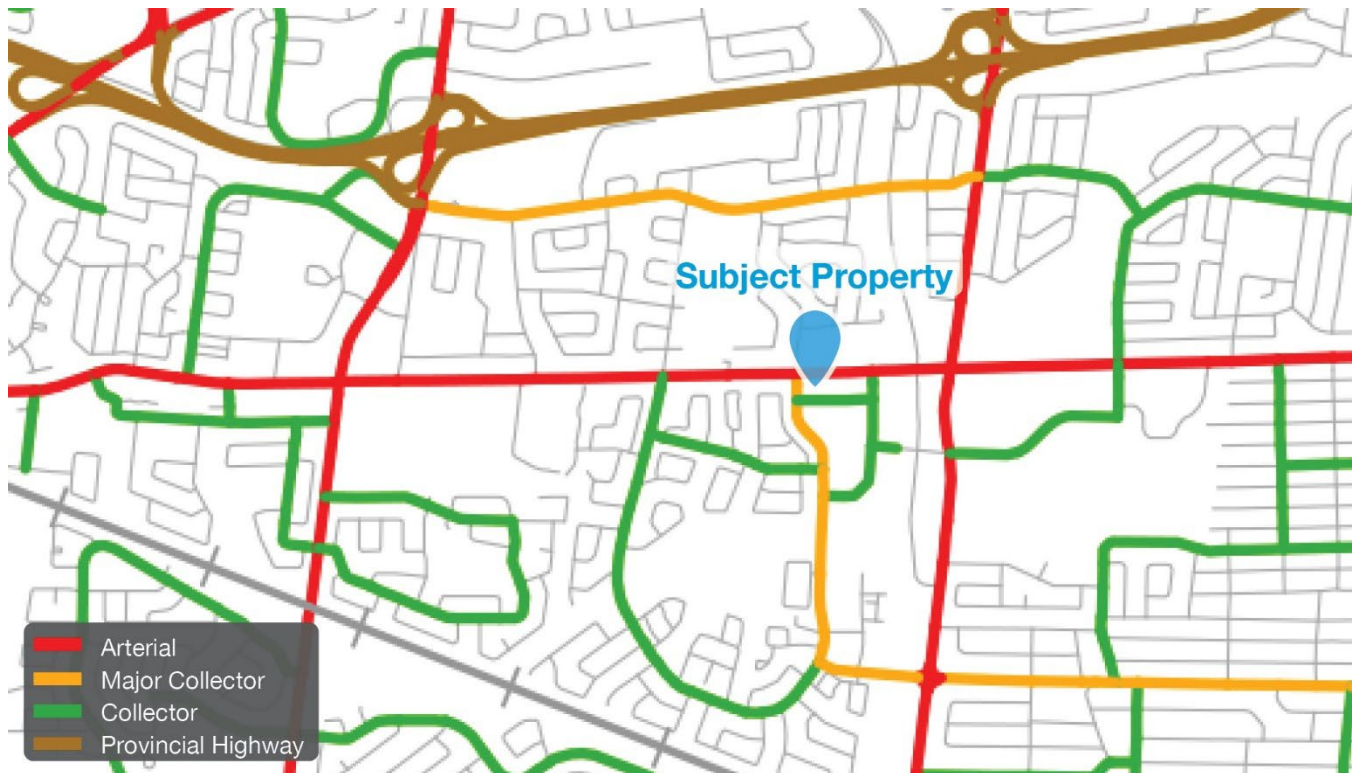 Subject Property
Arterial
Major Collector
Collector
Provincial Highway